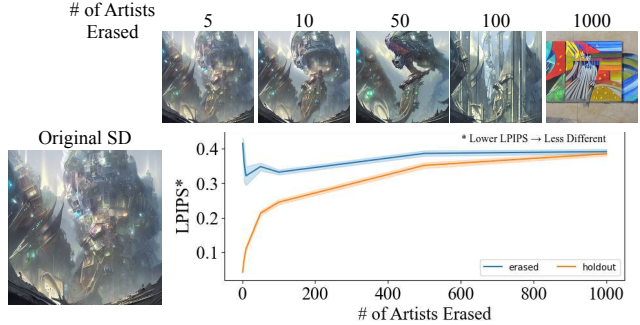 # of Artists
Erased
5 10 50 100 1000
Original SD
* Lower LPIPS → Less Different
LPIPS*
0.4
0.3
0.2
0.1
erased holdout
0 200 400 600 800 1000
# of Artists Erased